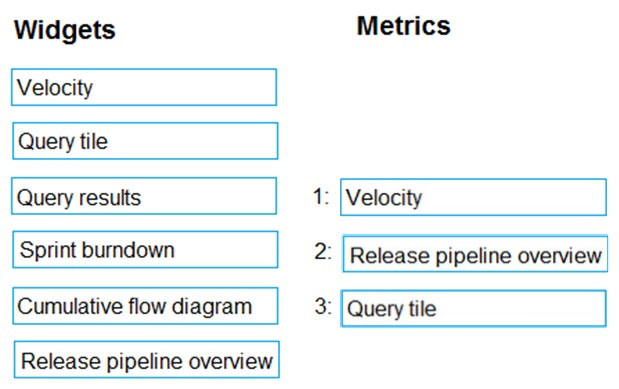 Widgets
Metrics
Velocity
Query tile
Query results
Sprint burndown
Cumulative flow diagram
Release pipeline overview
1: Velocity
2: Release pipeline overview
3: Query tile